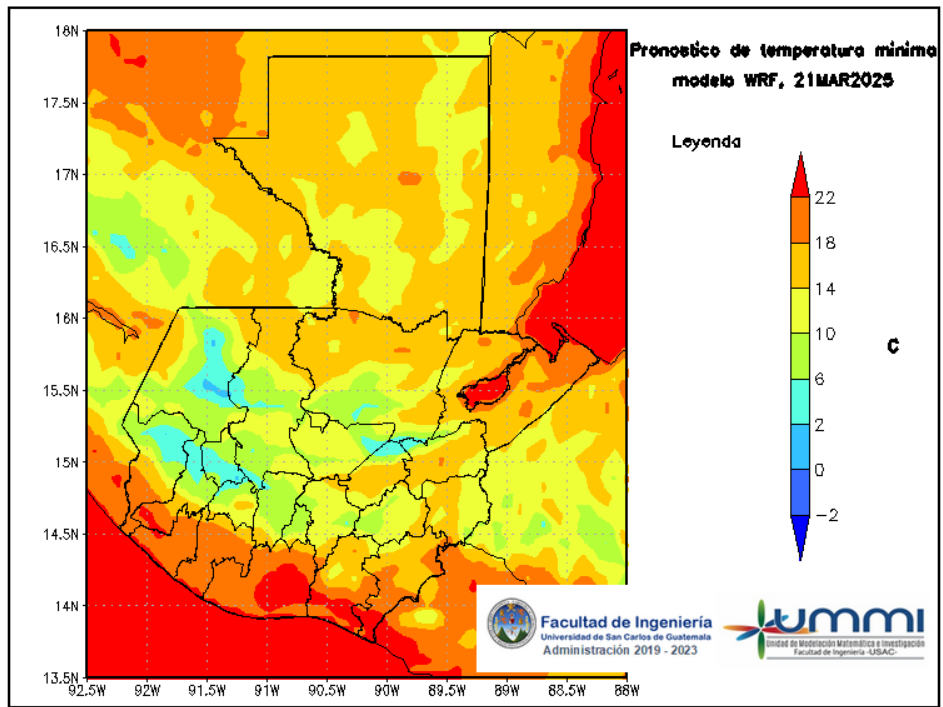 Pronostico de temperatura minima
modelo WRF, 21MAR2025
Leyenda
22
18
14
10
6
2
0
−2
C
18N
17.5N
17N
16.5N
16N
15.5N
15N
14.5N
14N
13.5N
92.5W
92W
91.5W
91W
90.5W
90W
89.5W
89W
88.5W
88W
Facultad de Ingeniería
Universidad de San Carlos de Guatemala
Administración 2019 - 2023
UMMI
Unidad de Modelación Matemática e Investigación
Facultad de Ingeniería -USAC-